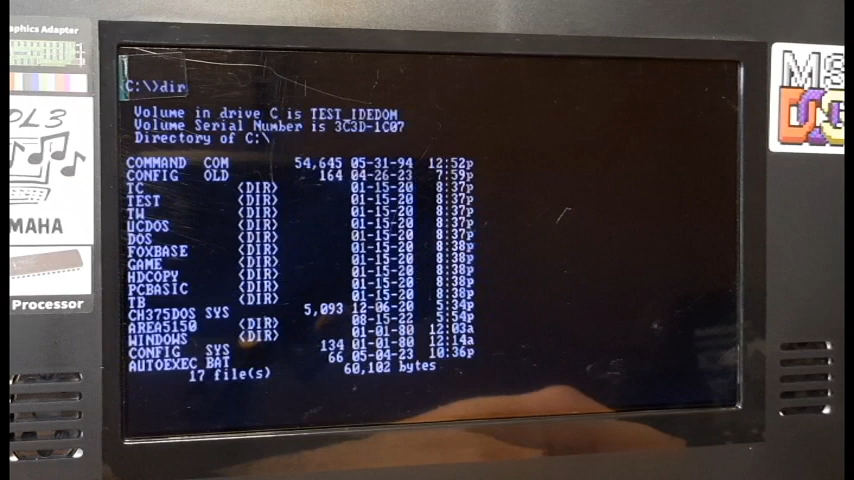 aphics Adapter
OL3
MAHA
Processor
MS
DOS
C:\>dir
Volume in drive C is TEST_IDEDOM
Volume Serial Number is 3C3D-1C07
Directory of C:\
COMMAND COM 54,645 05-31-94 12:52p
CONFIG OLD 164 04-26-23 7:59p
TC <DIR> 01-15-20 8:37p
TEST <DIR> 01-15-20 8:37p
TW <DIR> 01-15-20 8:37p
UCDOS <DIR> 01-15-20 8:37p
DOS <DIR> 01-15-20 8:37p
FOXBASE <DIR> 01-15-20 8:38p
GAME <DIR> 01-15-20 8:38p
HDCOPY <DIR> 01-15-20 8:38p
PCBASIC <DIR> 01-15-20 8:38p
TB <DIR> 01-15-20 8:38p
CH375DOS SYS 5,093 5:34p
AREA5150 <DIR> 08-15-22 5:54p
WINDOWS <DIR> 01-01-80 12:03a
CONFIG SYS 134 01-01-80 12:14a
AUTOEXEC BAT 66 05-04-23 10:36p
17 file(s) 60,102 bytes